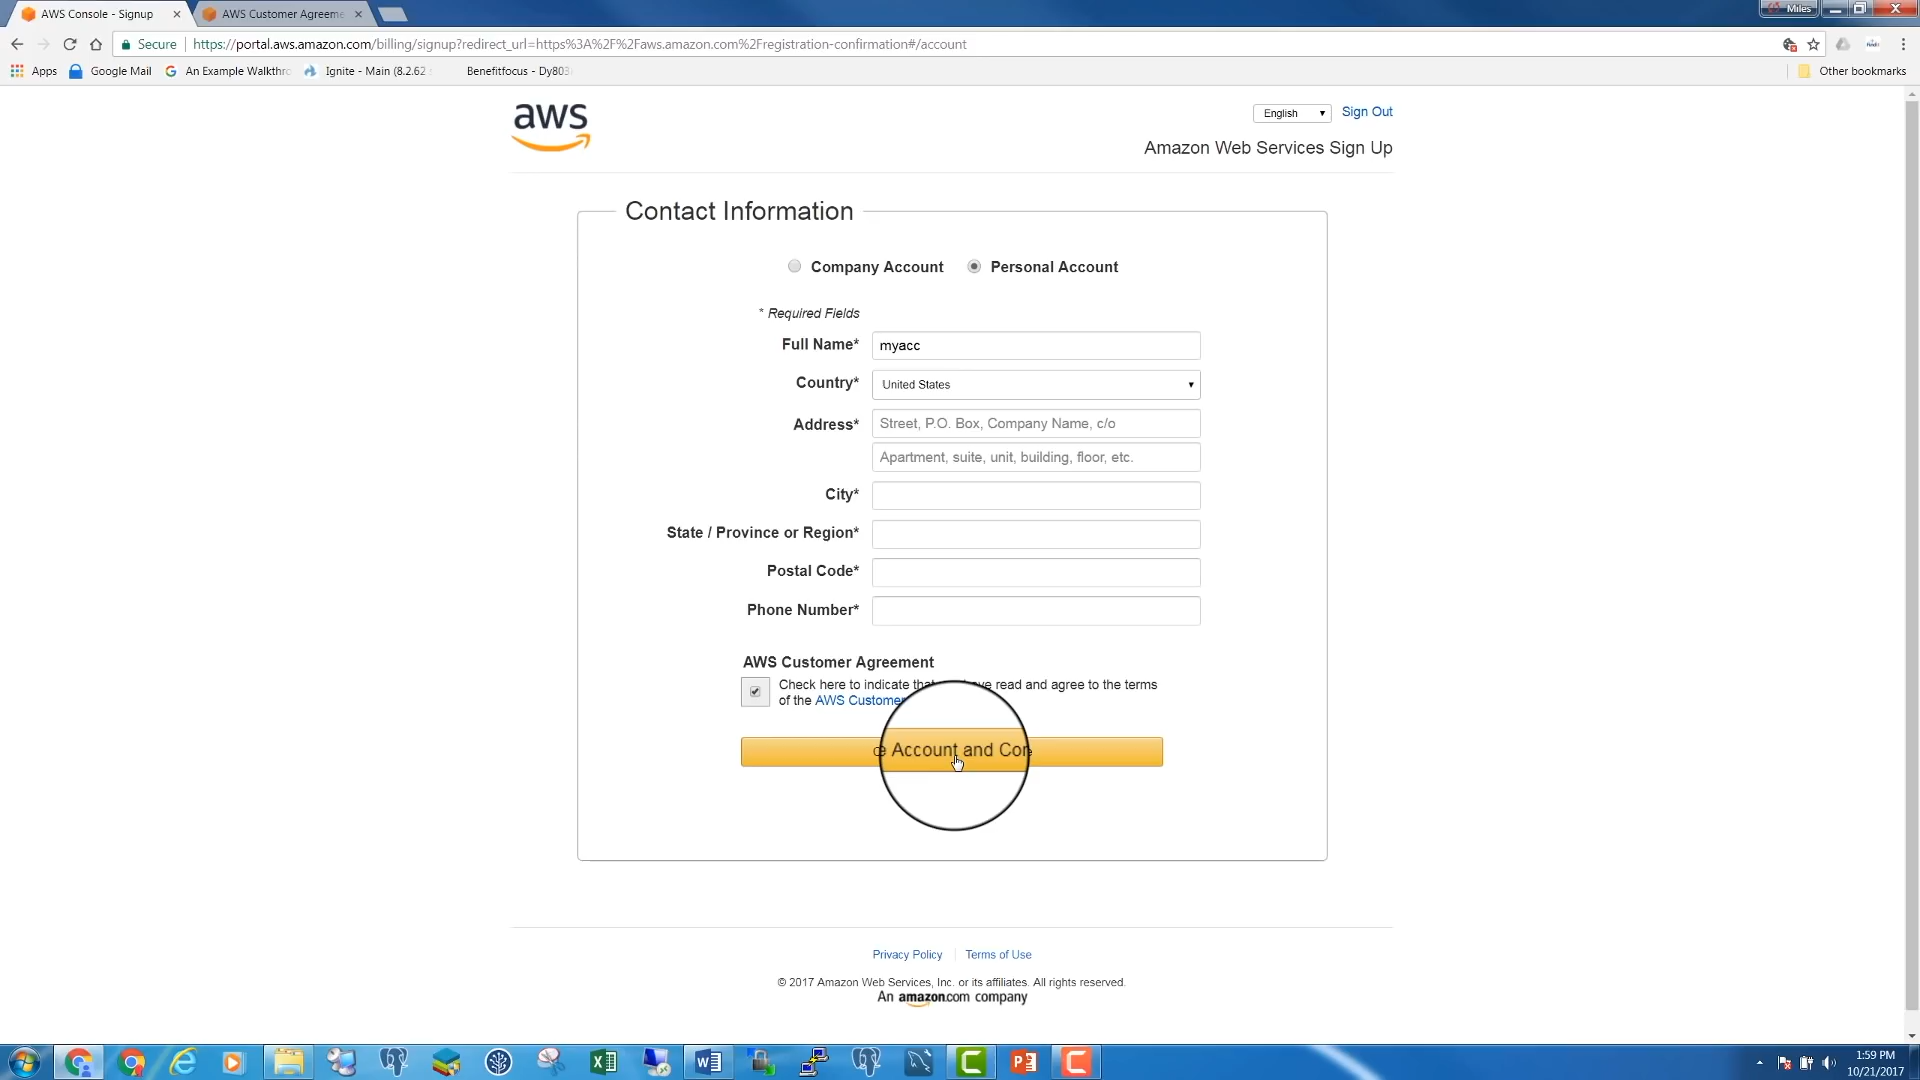 AWS Console - Signup
AWS Customer Agreeme
Miles
Secure
https://portal.aws.amazon.com/billing/signup?redirect_url=https%3A%2F%2Faws.amazon.com%2Fregistration-confirmation#/account
Apps
Google Mail
An Example Walkthro
Ignite - Main (8.2.62
Benefitfocus - Dy803
Other bookmarks
aws
English
Sign Out
Amazon Web Services Sign Up
Contact Information
Company Account
Personal Account
* Required Fields
Full Name*
myacc
Country*
United States
Address*
Street, P.O. Box, Company Name, c/o
Apartment, suite, unit, building, floor, etc.
City*
State / Province or Region*
Postal Code*
Phone Number*
AWS Customer Agreement
Check here to indicate that ve read and agree to the terms
of the AWS Customer
Account and Con
Privacy Policy
Terms of Use
© 2017 Amazon Web Services, Inc. or its affiliates. All rights reserved.
An amazon.com company
1:59 PM
10/21/2017